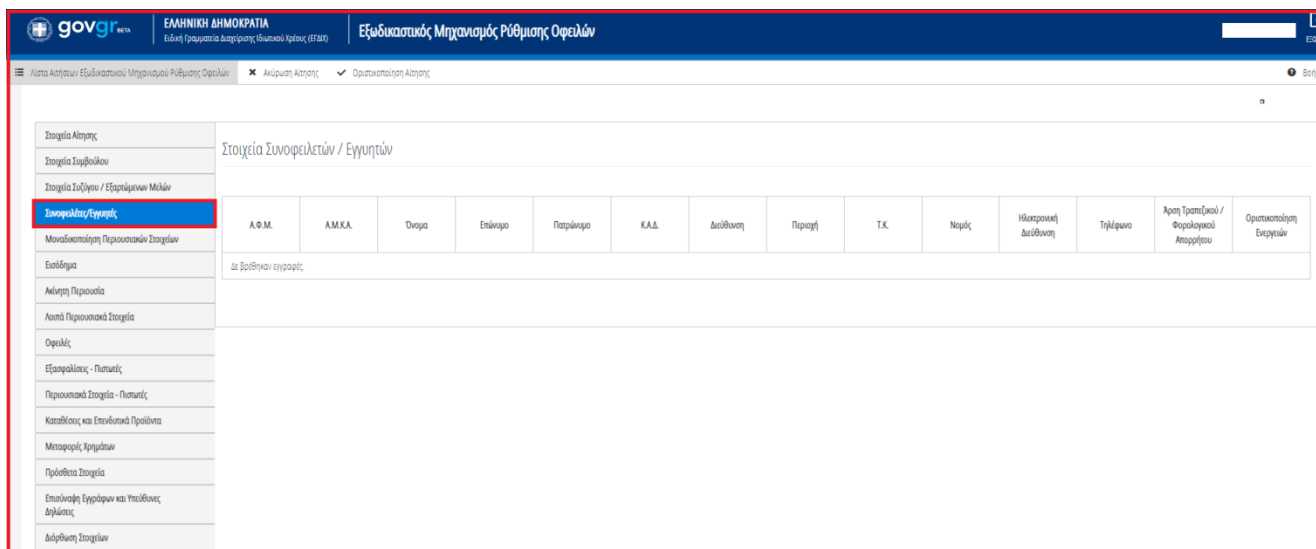 govgr BETA
ΕΛΛΗΝΙΚΗ ΔΗΜΟΚΡΑΤΙΑ
Ειδική Γραμματεία Διαχείρισης Ιδιωτικού Χρέους (ΕΓΔΙΧ)
Εξωδικαστικός Μηχανισμός Ρύθμισης Οφειλών
Λίστα Αιτήσεων Εξωδικαστικού Μηχανισμού Ρύθμισης Οφειλών
Ακύρωση Αίτησης
Οριστικοποίηση Αίτησης
Στοιχεία Αίτησης
Στοιχεία Συμβούλου
Στοιχεία Συζύγου / Εξαρτώμενων Μελών
Συνοφειλέτες/Εγγυητές
Μοναδικοποίηση Περιουσιακών Στοιχείων
Εισόδημα
Ακίνητη Περιουσία
Λοιπά Περιουσιακά Στοιχεία
Οφειλές
Εξασφαλίσεις - Πιστωτές
Περιουσιακά Στοιχεία - Πιστωτές
Καταθέσεις και Επενδυτικά Προϊόντα
Μεταφορές Χρημάτων
Πρόσθετα Στοιχεία
Επισύναψη Εγγράφων και Υπεύθυνες
Δηλώσεις
Διόρθωση Στοιχείων
Στοιχεία Συνοφειλετών / Εγγυητών
Α.Φ.Μ.
Α.Μ.Κ.Α.
Όνομα
Επώνυμο
Πατρώνυμο
Κ.Α.Δ.
Διεύθυνση
Περιοχή
Τ.Κ.
Νομός
Ηλεκτρονική
Διεύθυνση
Τηλέφωνο
Άρση Τραπεζικού /
Φορολογικού
Απορρήτου
Οριστικοποίηση
Ενεργειών
Δε βρέθηκαν εγγραφές.